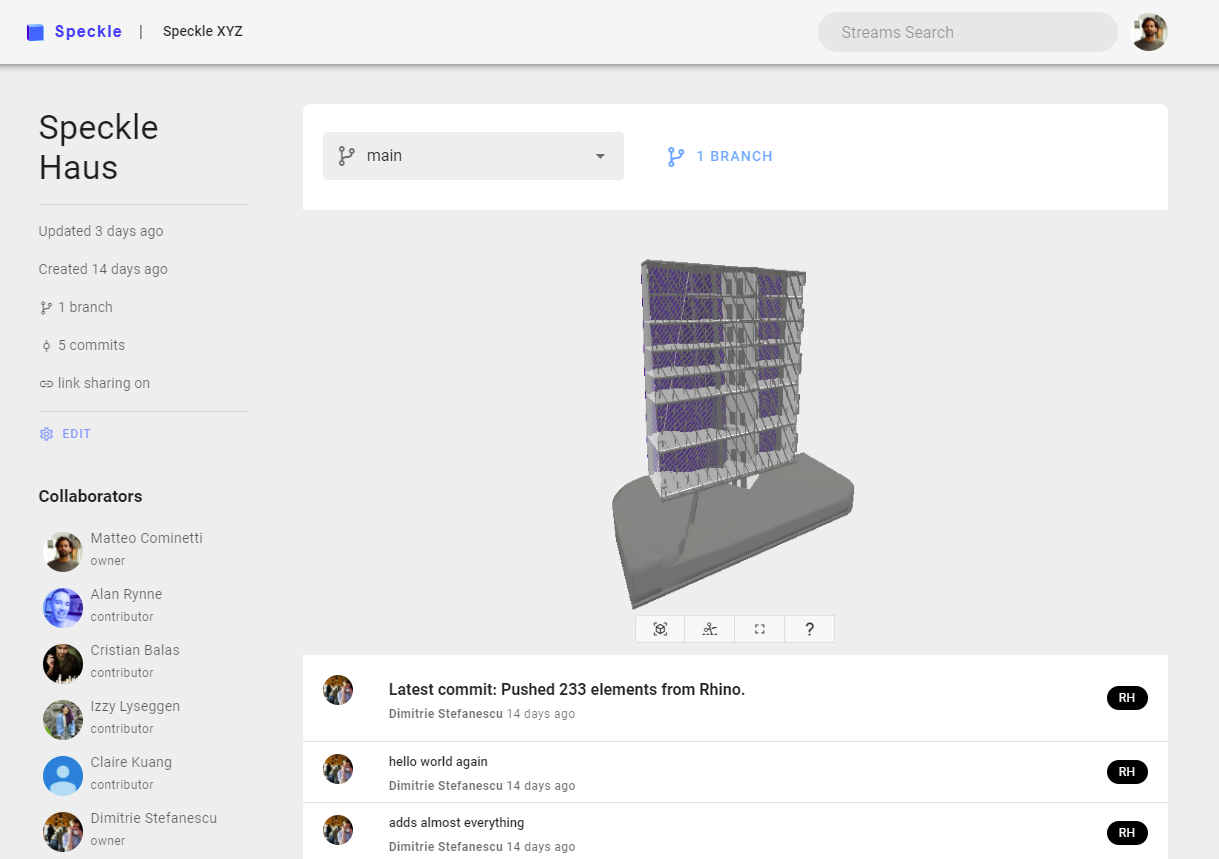 Speckle | Speckle XYZ
Streams Search
Speckle
Haus
Updated 3 days ago
Created 14 days ago
1 branch
5 commits
link sharing on
EDIT
Collaborators
Matteo Cominetti
owner
Alan Rynne
contributor
Cristian Balas
contributor
Izzy Lyseggen
contributor
Claire Kuang
contributor
Dimitrie Stefanescu
owner
main
1 BRANCH
?
Latest commit: Pushed 233 elements from Rhino.
Dimitrie Stefanescu 14 days ago
RH
hello world again
Dimitrie Stefanescu 14 days ago
RH
adds almost everything
Dimitrie Stefanescu 14 days ago
RH